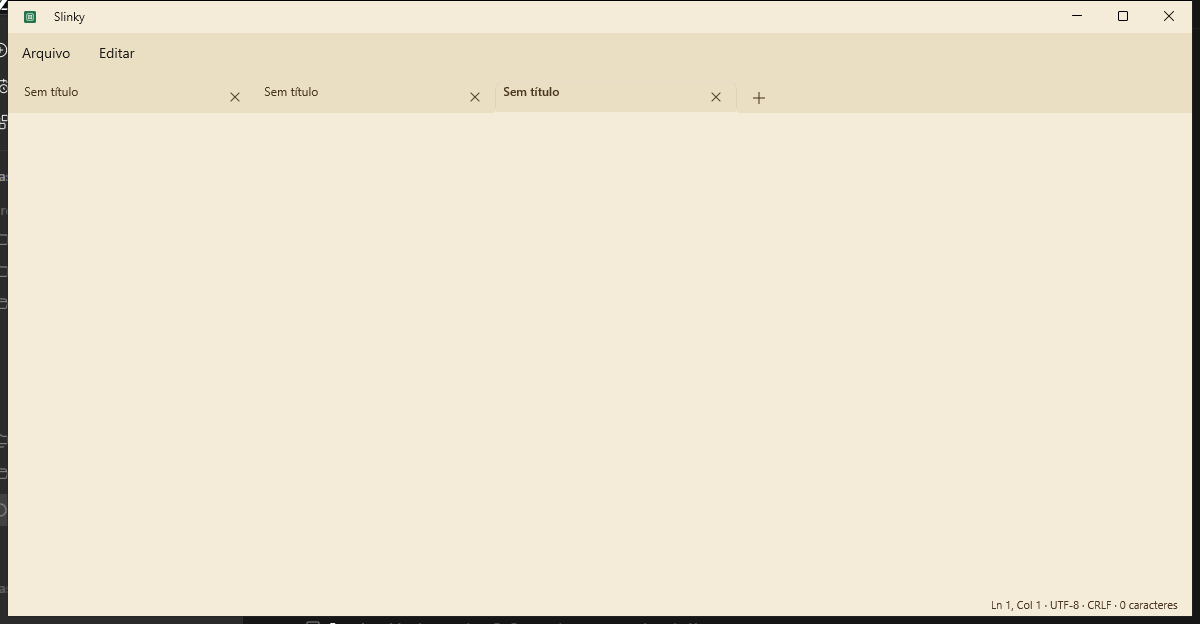 Slinky
Arquivo Editar
Sem título Sem título Sem título
Ln 1, Col 1 · UTF-8 · CRLF · 0 caracteres